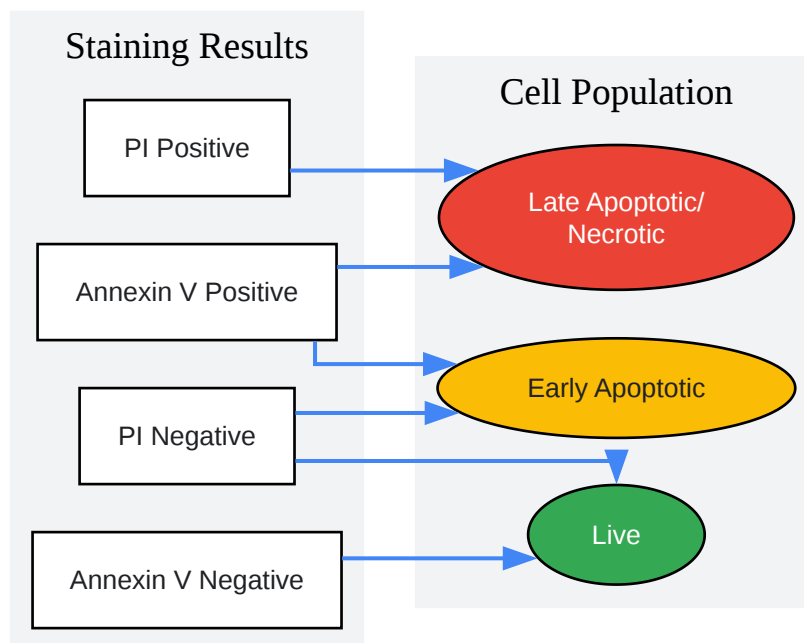 Staining Results
PI Positive
Annexin V Positive
PI Negative
Annexin V Negative
Cell Population
Late Apoptotic/
Necrotic
Early Apoptotic
Live